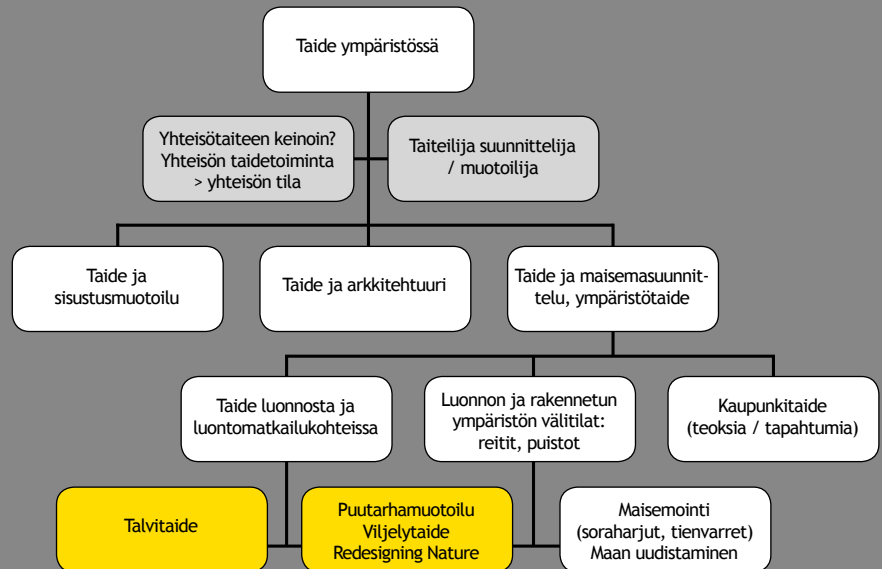 Taide ympäristössä
Yhteisötaiteen keinoin?
Yhteisön taidetoiminta
> yhteisön tila
Taiteilija suunnittelija
/ muotoilija
Taide ja
sisustusmuotoilu
Taide ja arkkitehtuuri
Taide ja maisemasuunnit-
telu, ympäristötaide
Taide luonnosta ja
luontomatkailukohteissa
Luonnon ja rakennetun
ympäristön välitilat:
reitit, puistot
Kaupunkitaide
(teoksia / tapahtumia)
Talvitaide
Puutarhamuotoilu
Viljelytaide
Redesigning Nature
Maisemointi
(soraharjut, tienvarret)
Maan uudistaminen